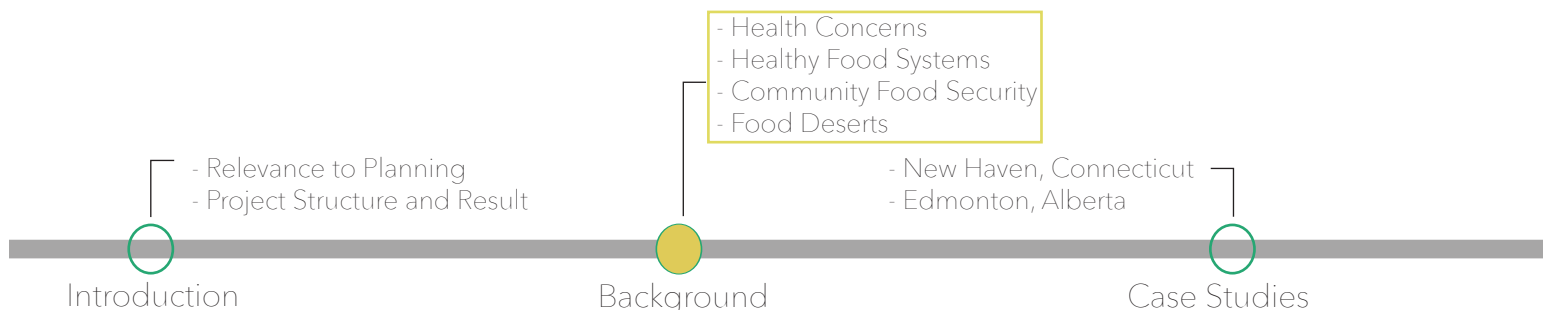 - Health Concerns
- Healthy Food Systems
- Community Food Security
- Food Deserts
- Relevance to Planning
- Project Structure and Result
- New Haven, Connecticut
- Edmonton, Alberta
Introduction
Background
Case Studies